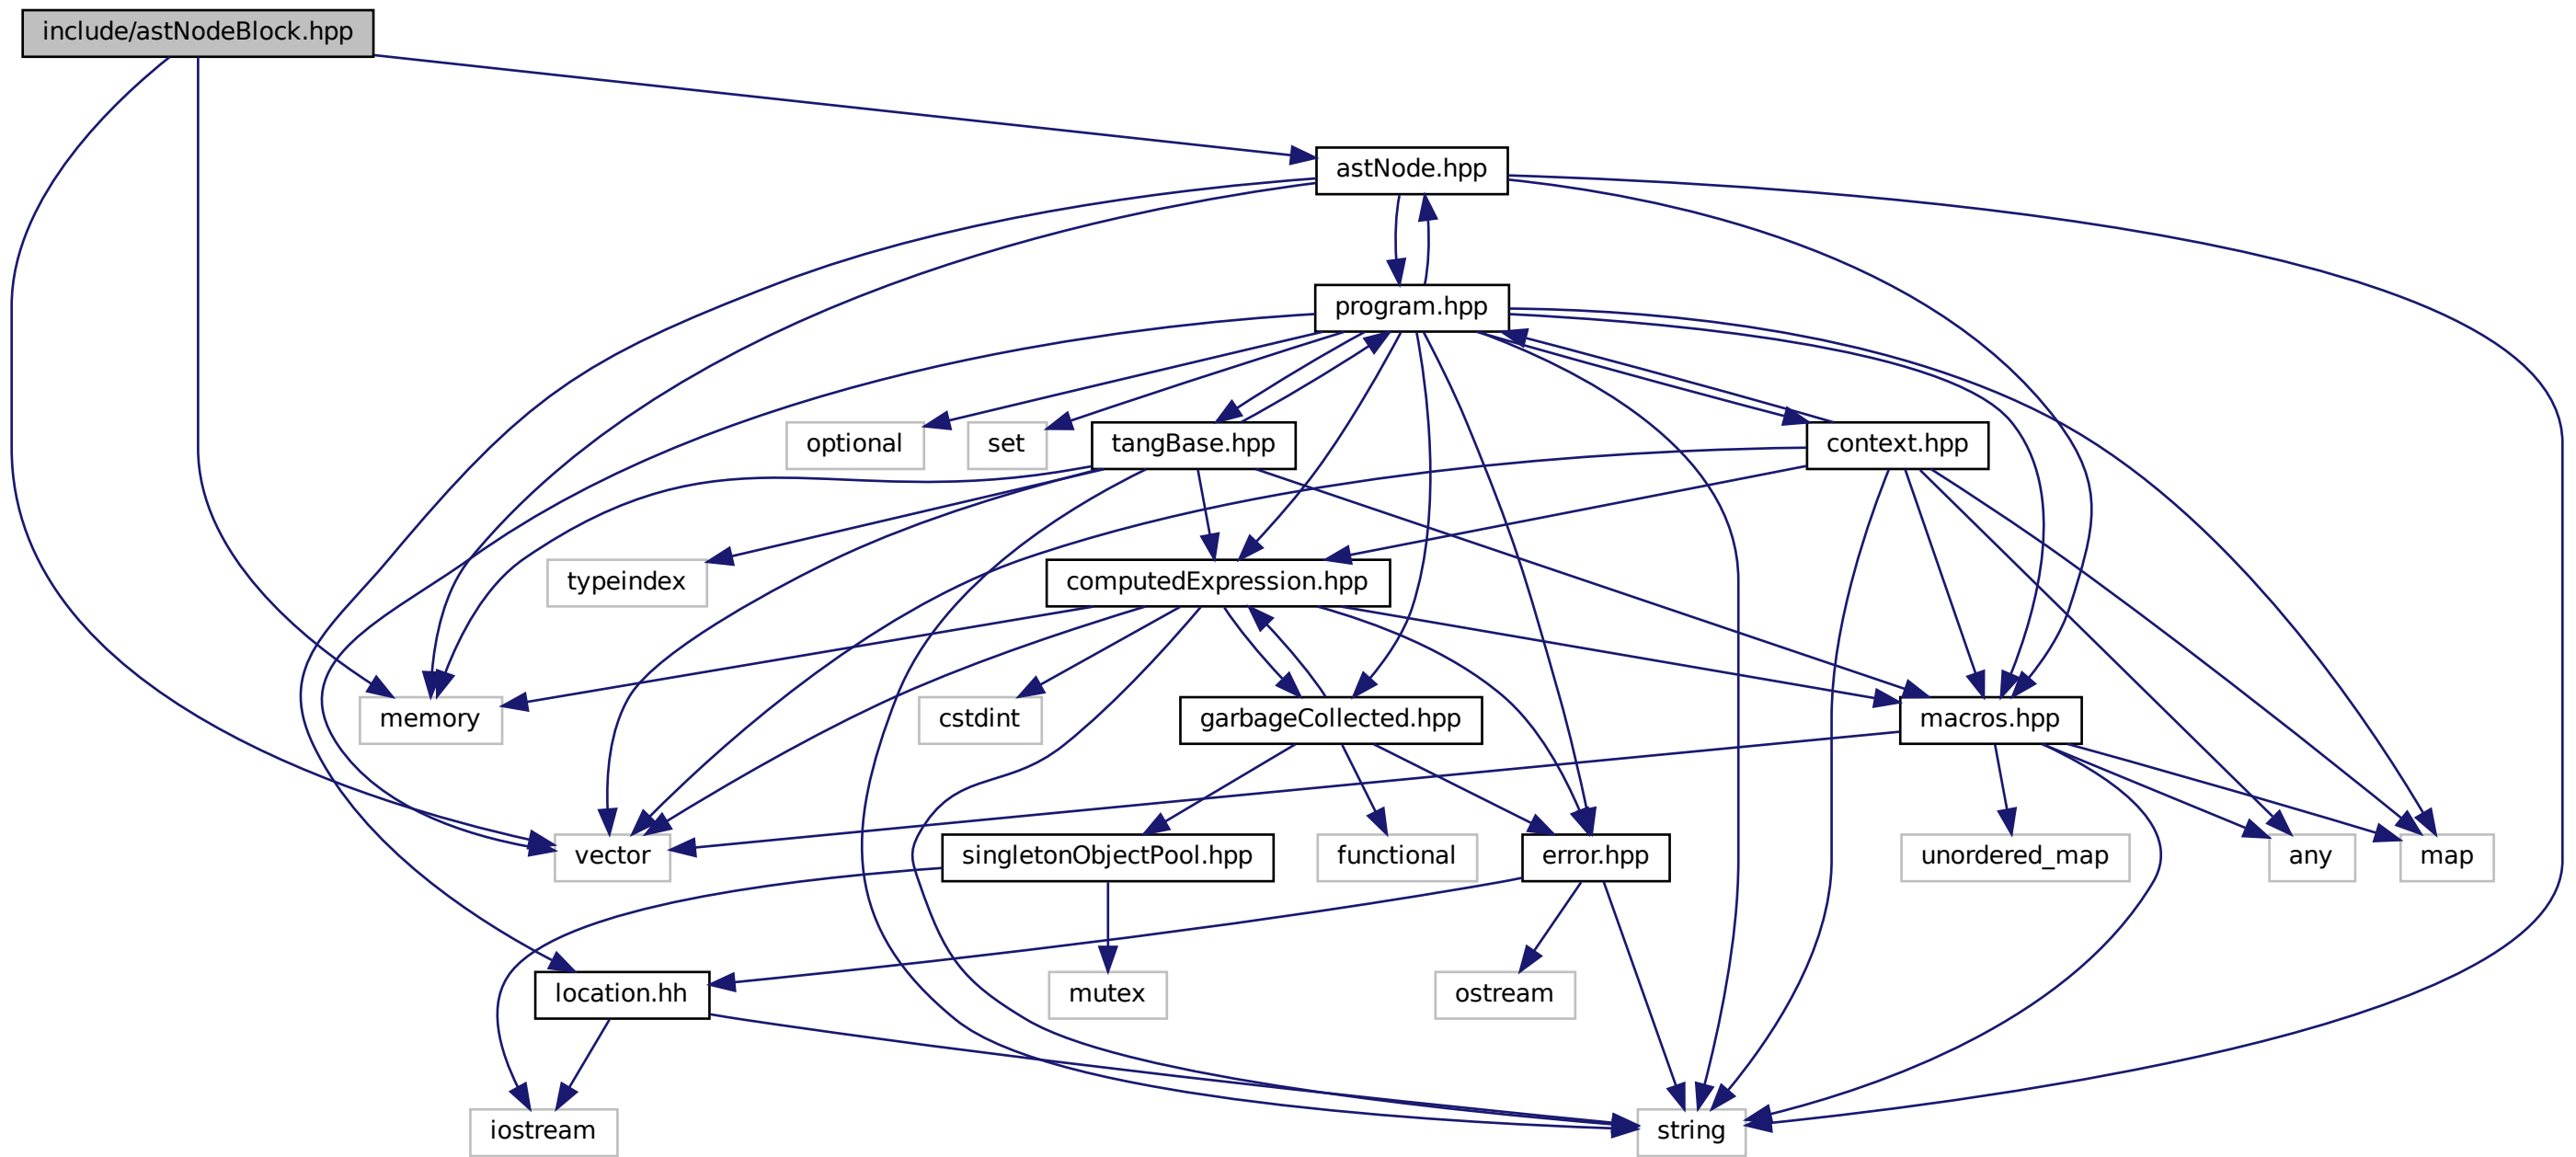 include/astNodeBlock.hpp
astNode.hpp
program.hpp
optional
set
tangBase.hpp
context.hpp
typeindex
computedExpression.hpp
memory
cstdint
garbageCollected.hpp
macros.hpp
vector
singletonObjectPool.hpp
functional
error.hpp
unordered_map
any
map
location.hh
mutex
ostream
iostream
string